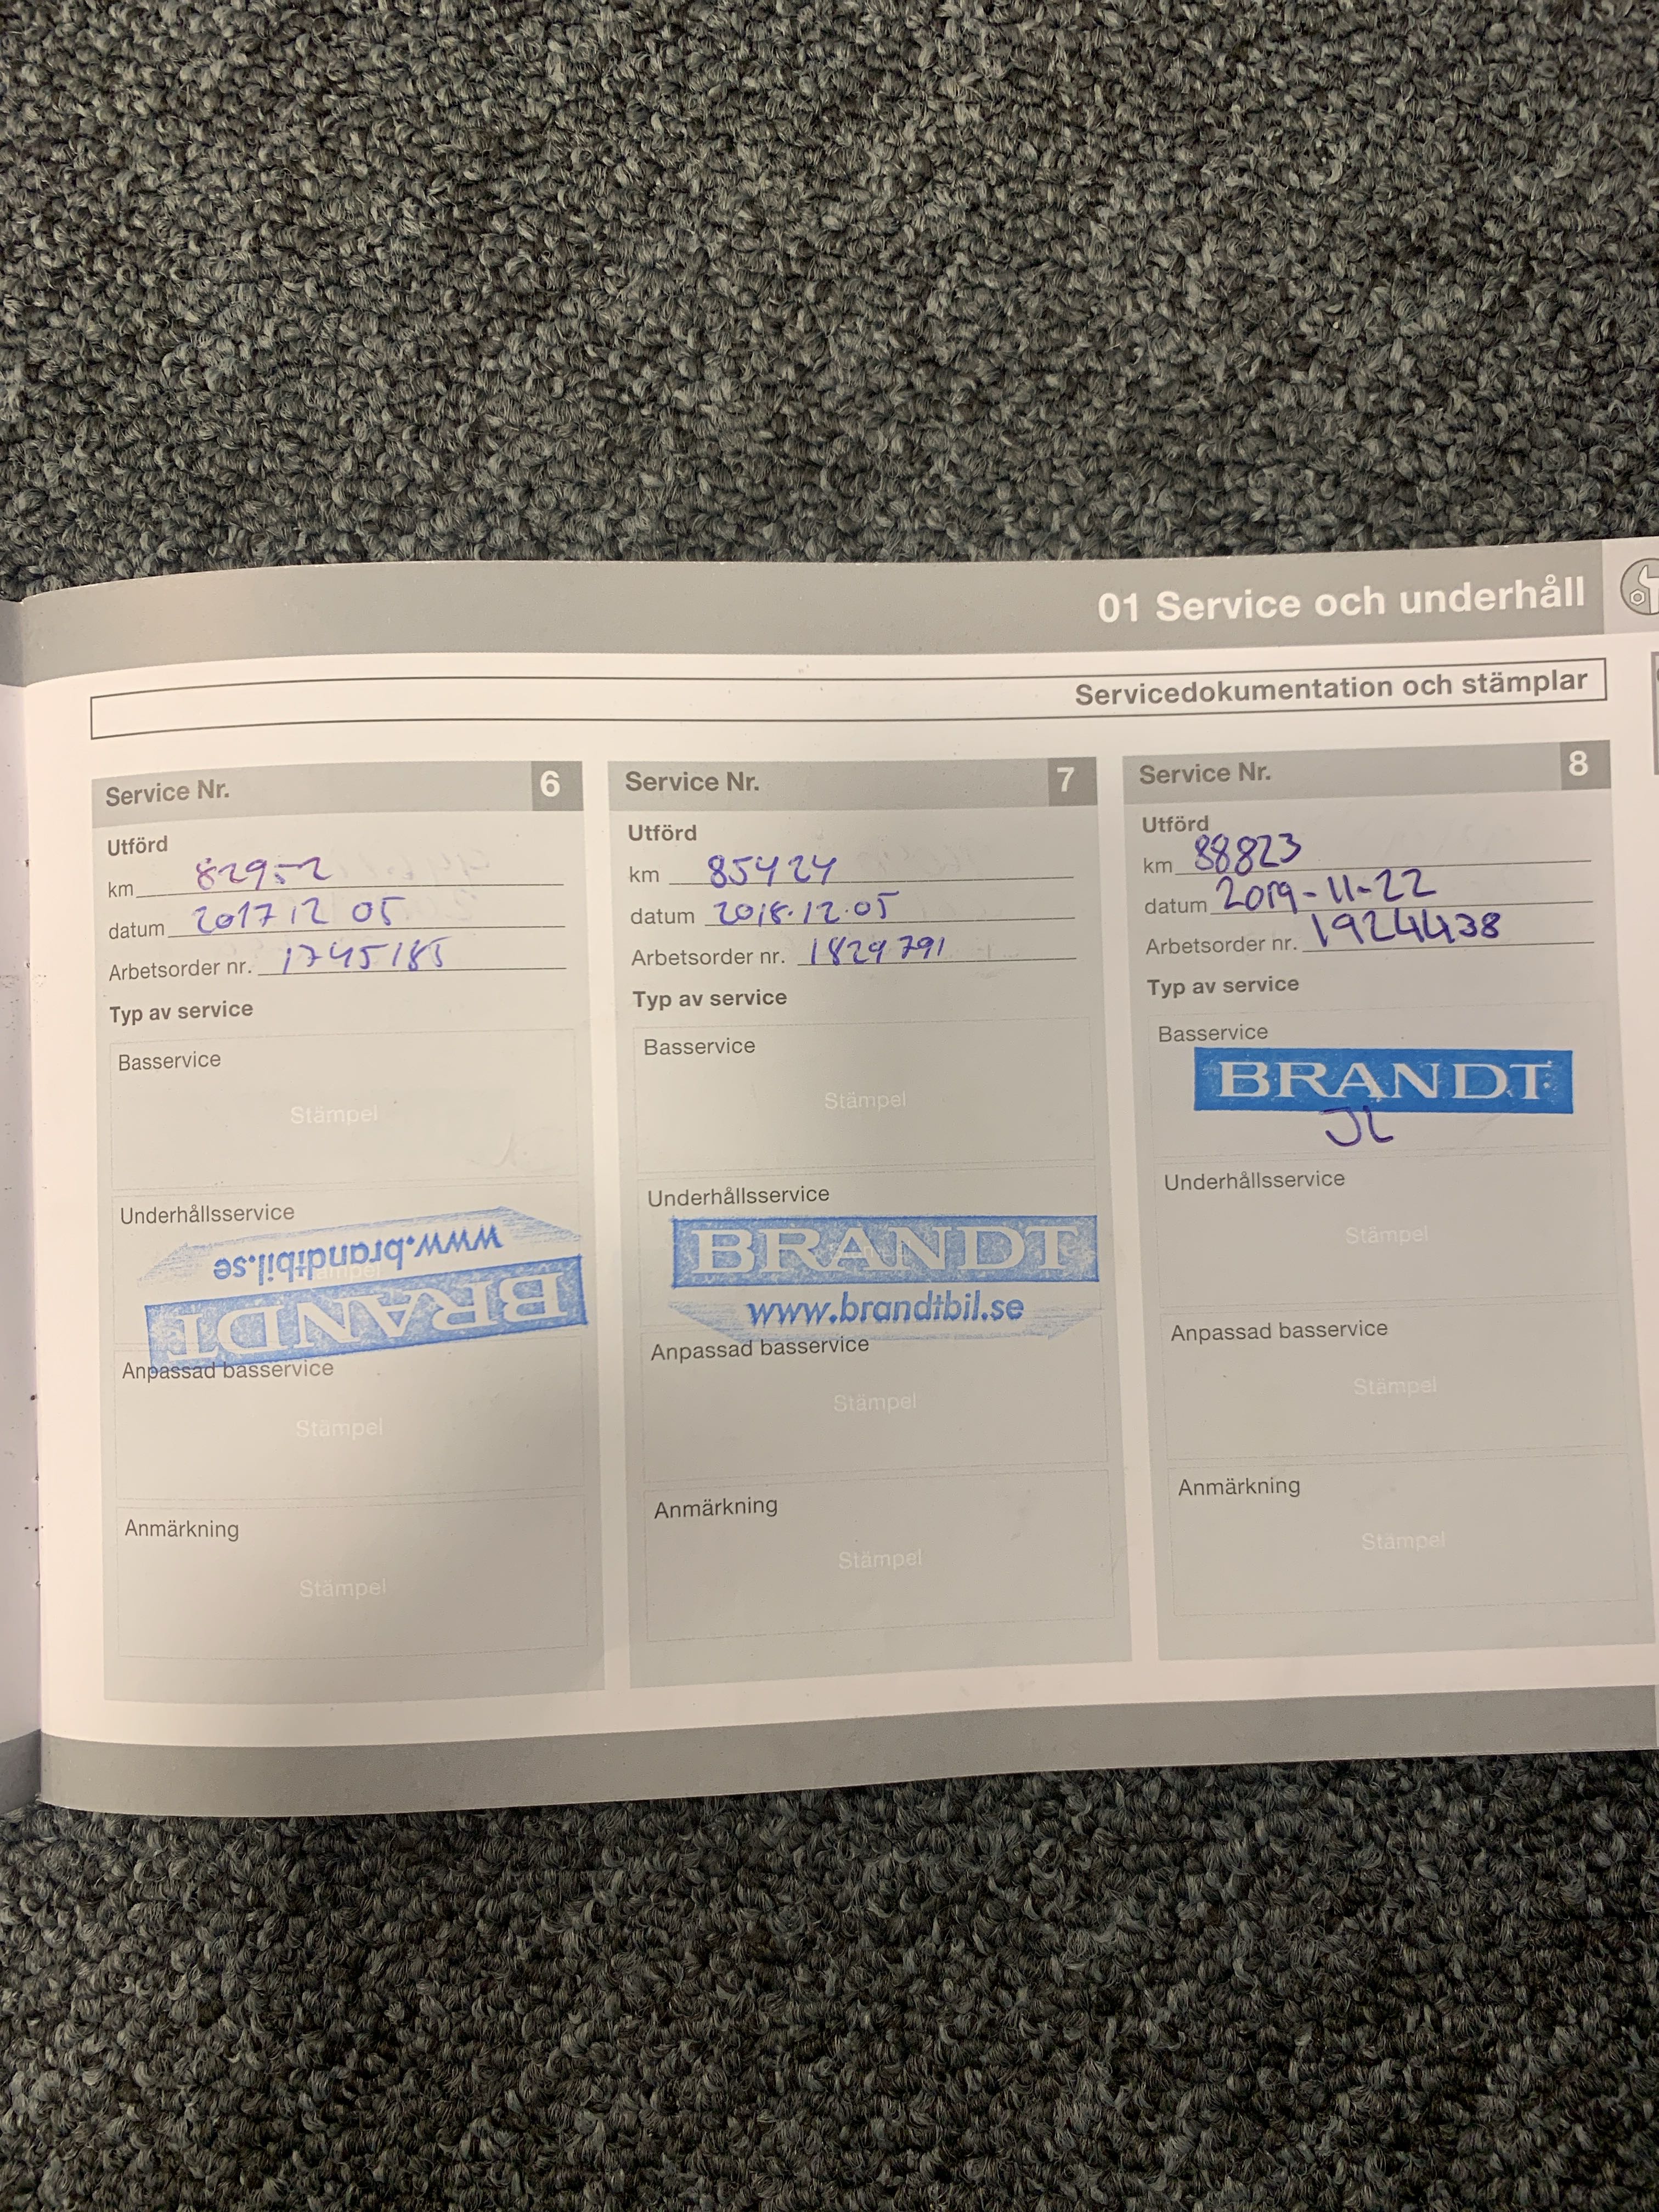 01 Service och underhåll
Servicedokumentation och stämplar
Service Nr. 6
Utförd
km
datum 2017 12 05
Arbetsorder nr. 1745185
Typ av service
Basservice
Stämpel
Underhållsservice
www.brandtbil.se
BRANDT
Anpassad basservice
Stämpel
Anmärkning
Stämpel
Service Nr. 7
Utförd
km 85424
datum 2018.12.05
Arbetsorder nr. 1829791
Typ av service
Basservice
Stämpel
Underhållsservice
BRANDT
www.brandtbil.se
Anpassad basservice
Stämpel
Anmärkning
Stämpel
Service Nr. 8
Utförd
km 88823
datum 2019-11-22
Arbetsorder nr. 1924438
Typ av service
Basservice
BRANDT
JL
Underhållsservice
Stämpel
Anpassad basservice
Stämpel
Anmärkning
Stämpel